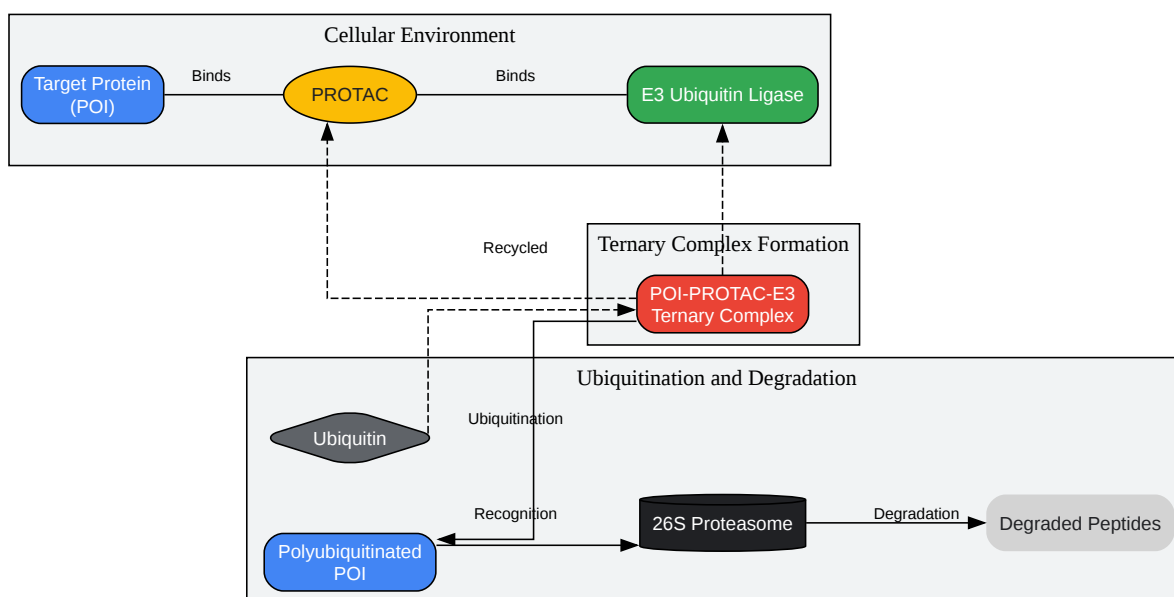 Cellular Environment
Target Protein
(POI)
Binds
PROTAC
Binds
E3 Ubiquitin Ligase
Recycled
Ternary Complex Formation
POI-PROTAC-E3
Ternary Complex
Ubiquitination and Degradation
Ubiquitin
Ubiquitination
Recognition
Polyubiquitinated
POI
26S Proteasome
Degradation
Degraded Peptides